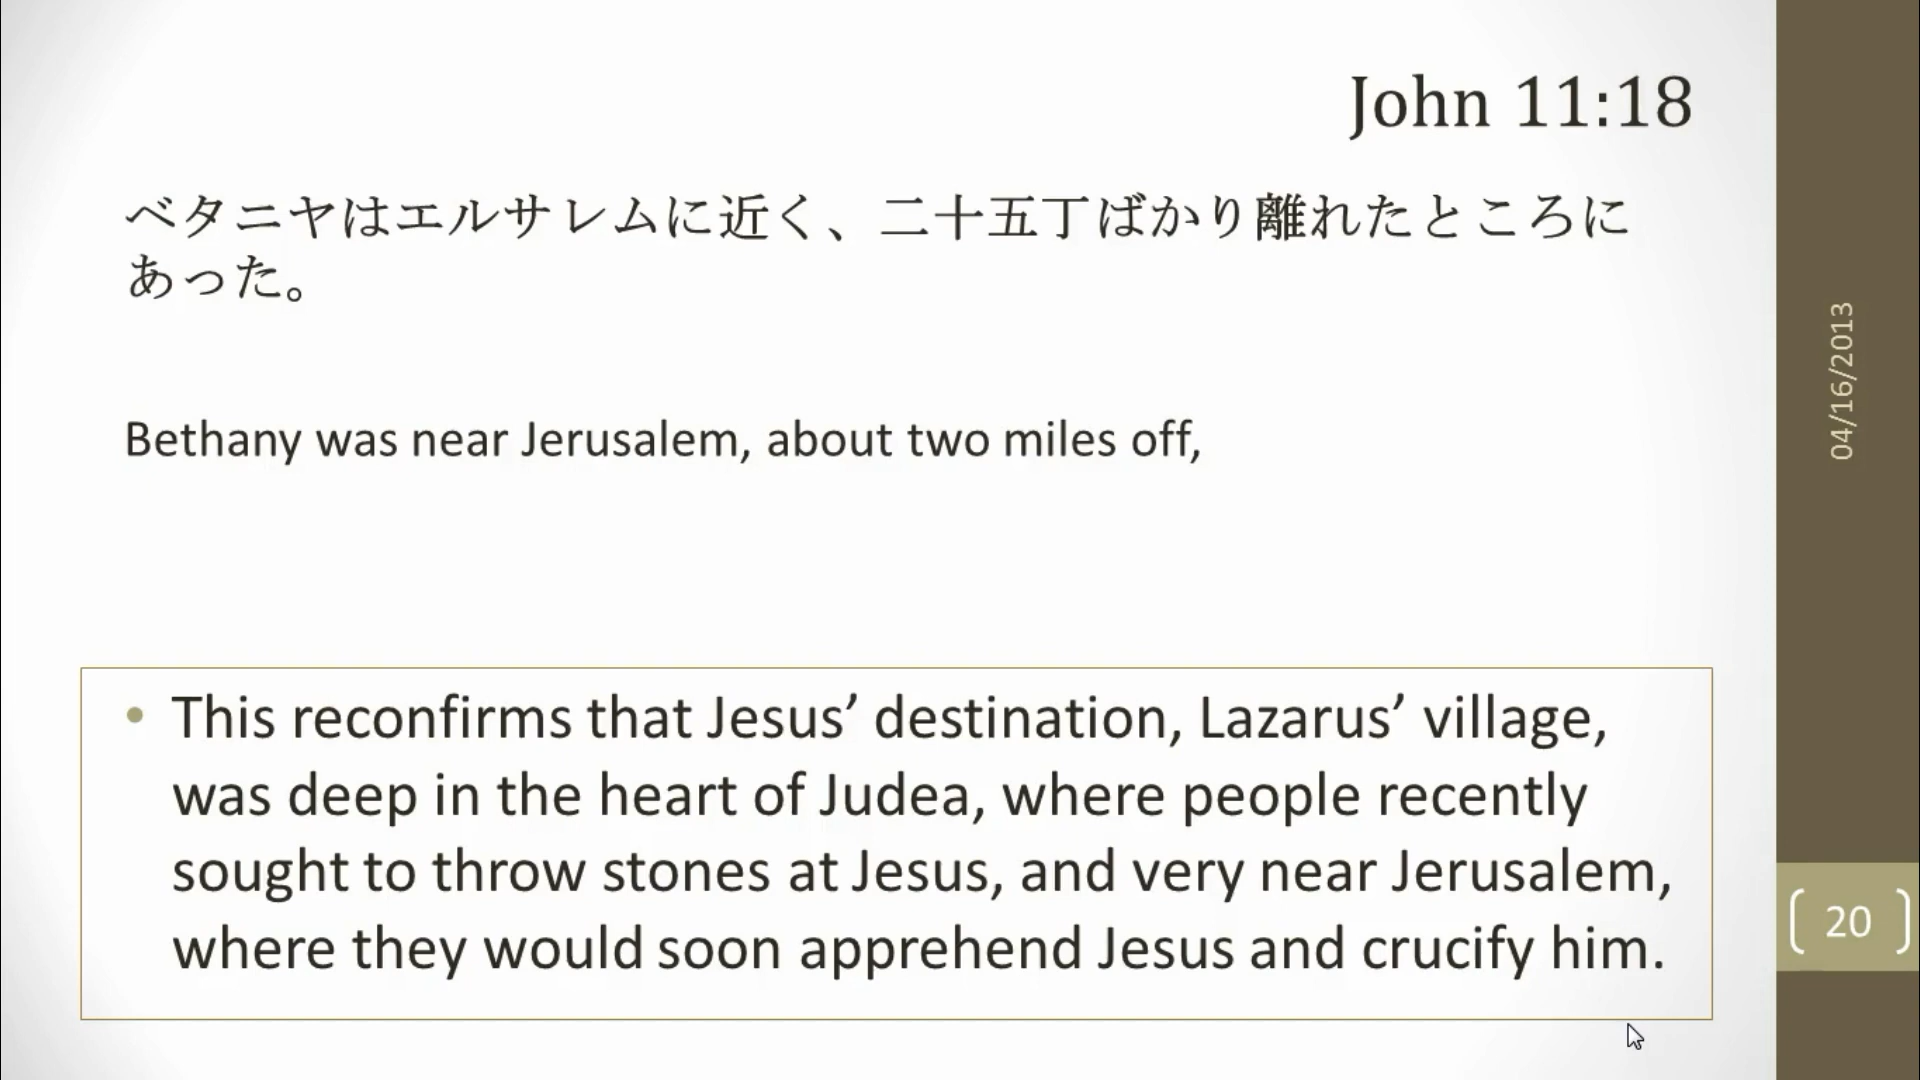 John 11:18
ベタニヤはエルサレムに近く、二十五丁ばかり離れたところに
あった。
Bethany was near Jerusalem, about two miles off,
• This reconfirms that Jesus’ destination, Lazarus’ village,
was deep in the heart of Judea, where people recently
sought to throw stones at Jesus, and very near Jerusalem,
where they would soon apprehend Jesus and crucify him.
04/16/2013
20